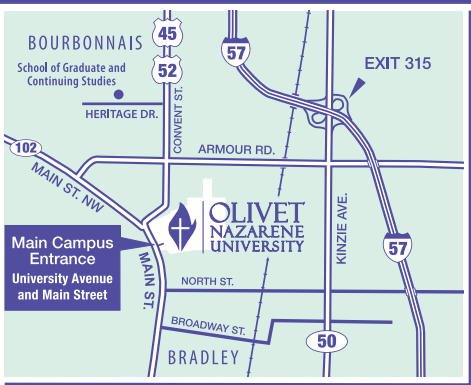 45
BOURBONNAIS
57
School of Graduate and
Continuing Studies
52
EXIT 315
HERITAGE DR.
CONVENT ST.
102
ARMOUR RD.
MAIN ST. NW
KINZIE AVE.
OLIVET
NAZARENE
UNIVERSITY
Main Campus
Entrance
University Avenue
and Main Street
MAIN ST.
57
NORTH ST.
BROADWAY ST.
50
BRADLEY